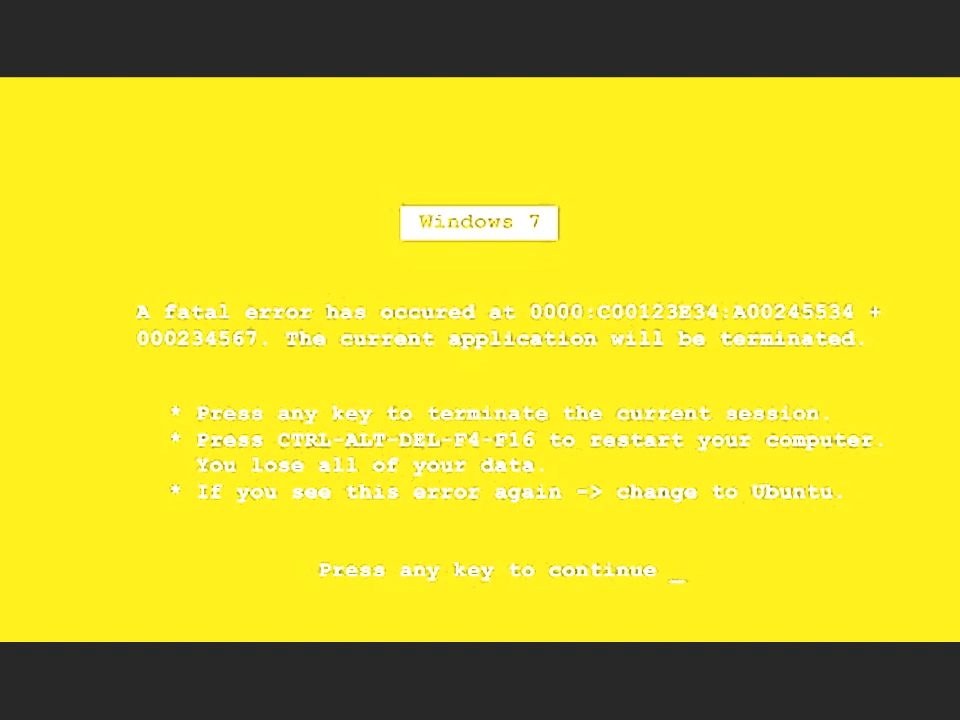 Windows 7
A fatal error has occured at 0000:C00123E34:A00245534 +
000234567. The current application will be terminated.
* Press any key to terminate the current session.
* Press CTRL-ALT-DEL-F4-F16 to restart your computer.
You lose all of your data.
* If you see this error again -> change to Ubuntu.
Press any key to continue _